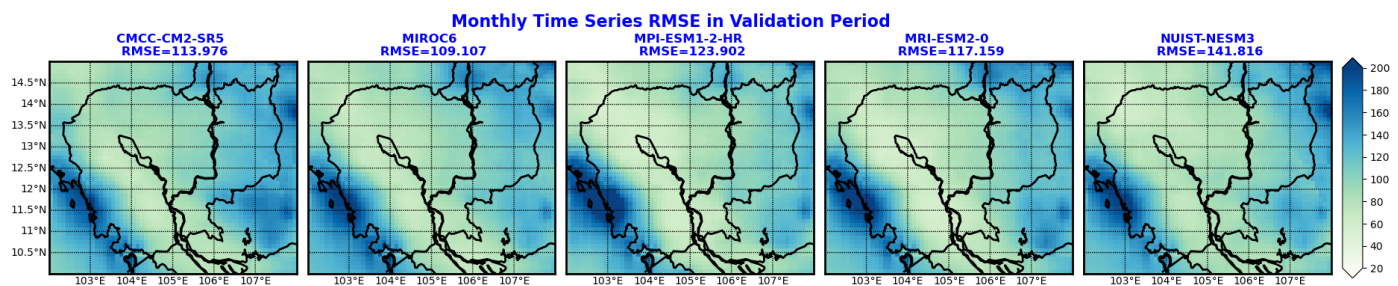 Monthly Time Series RMSE in Validation Period
CMCC-CM2-SR5
RMSE=113.976
MIROC6
RMSE=109.107
MPI-ESM1-2-HR
RMSE=123.902
MRI-ESM2-0
RMSE=117.159
NUIST-NESM3
RMSE=141.816
14.5°N
14°N
13.5°N
13°N
12.5°N
12°N
11.5°N
11°N
10.5°N
103°E 104°E 105°E 106°E 107°E
103°E 104°E 105°E 106°E 107°E
103°E 104°E 105°E 106°E 107°E
103°E 104°E 105°E 106°E 107°E
103°E 104°E 105°E 106°E 107°E
200
180
160
140
120
100
80
60
40
20